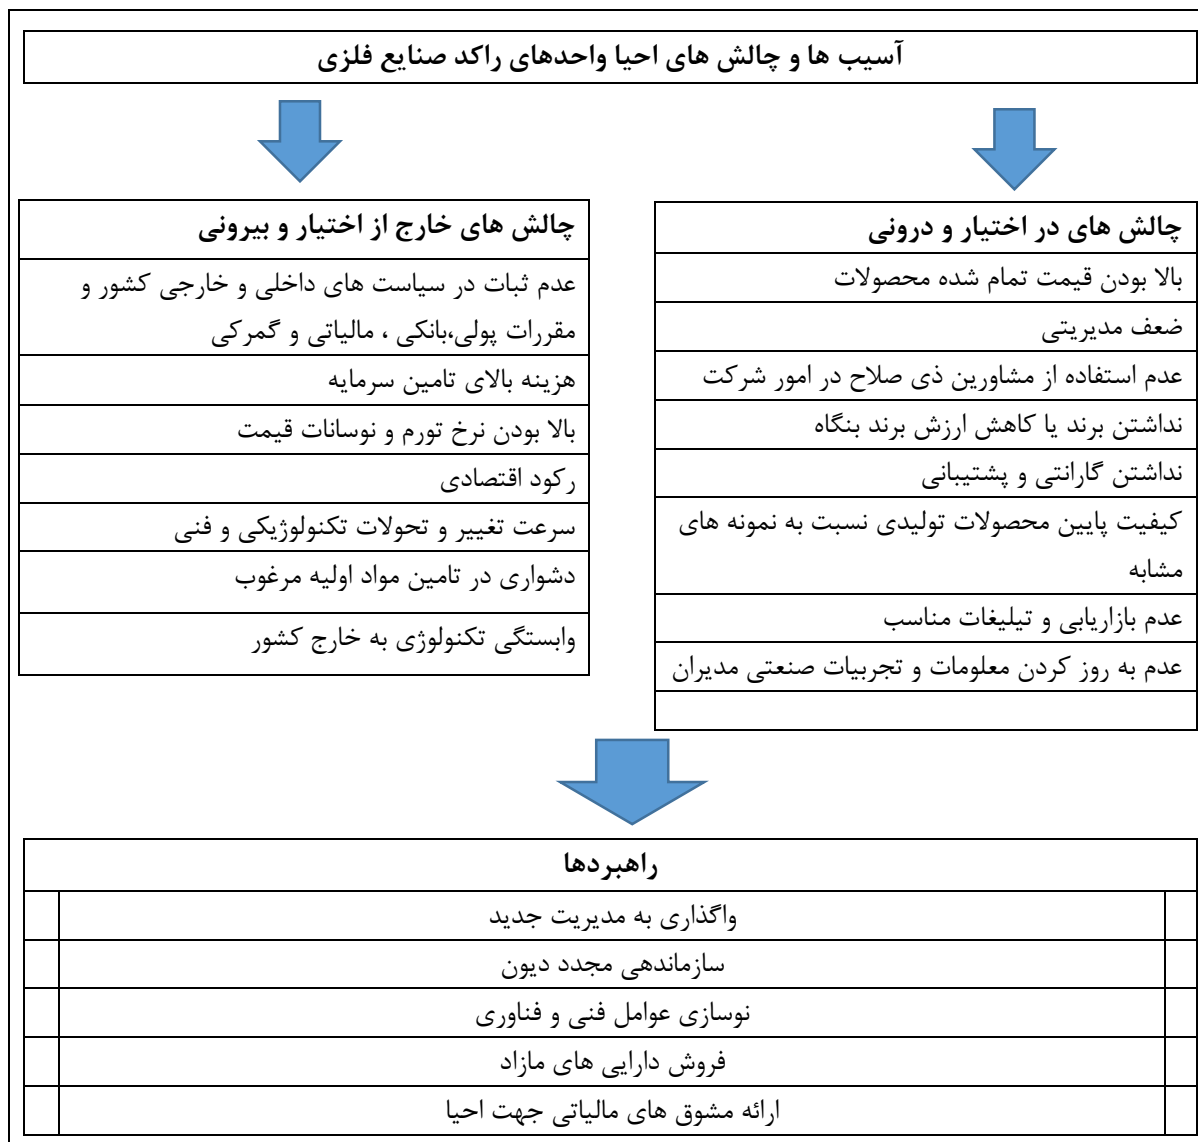 آسیب ها و چالش های احیا واحدهای راکد صنایع فلزی
چالش های در اختیار و درونی
بالا بودن قیمت تمام شده محصولات
ضعف مدیریتی
عدم استفاده از مشاورین ذی صلاح در امور شرکت
نداشتن برند یا کاهش ارزش برند بنگاه
نداشتن گارانتی و پشتیبانی
کیفیت پایین محصولات تولیدی نسبت به نمونه های
مشابه
عدم بازاریابی و تیلیغات مناسب
عدم به روز کردن معلومات و تجربیات صنعتی مدیران
چالش های خارج از اختیار و بیرونی
عدم ثبات در سیاست های داخلی و خارجی کشور و
مقررات پولی،بانکی ، مالیاتی و گمرکی
هزینه بالای تامین سرمایه
بالا بودن نرخ تورم و نوسانات قیمت
رکود اقتصادی
سرعت تغییر و تحولات تکنولوژیکی و فنی
دشواری در تامین مواد اولیه مرغوب
وابستگی تکنولوژی به خارج کشور
راهبردها
واگذاری به مدیریت جدید
سازماندهی مجدد دیون
نوسازی عوامل فنی و فناوری
فروش دارایی های مازاد
ارائه مشوق های مالیاتی جهت احیا